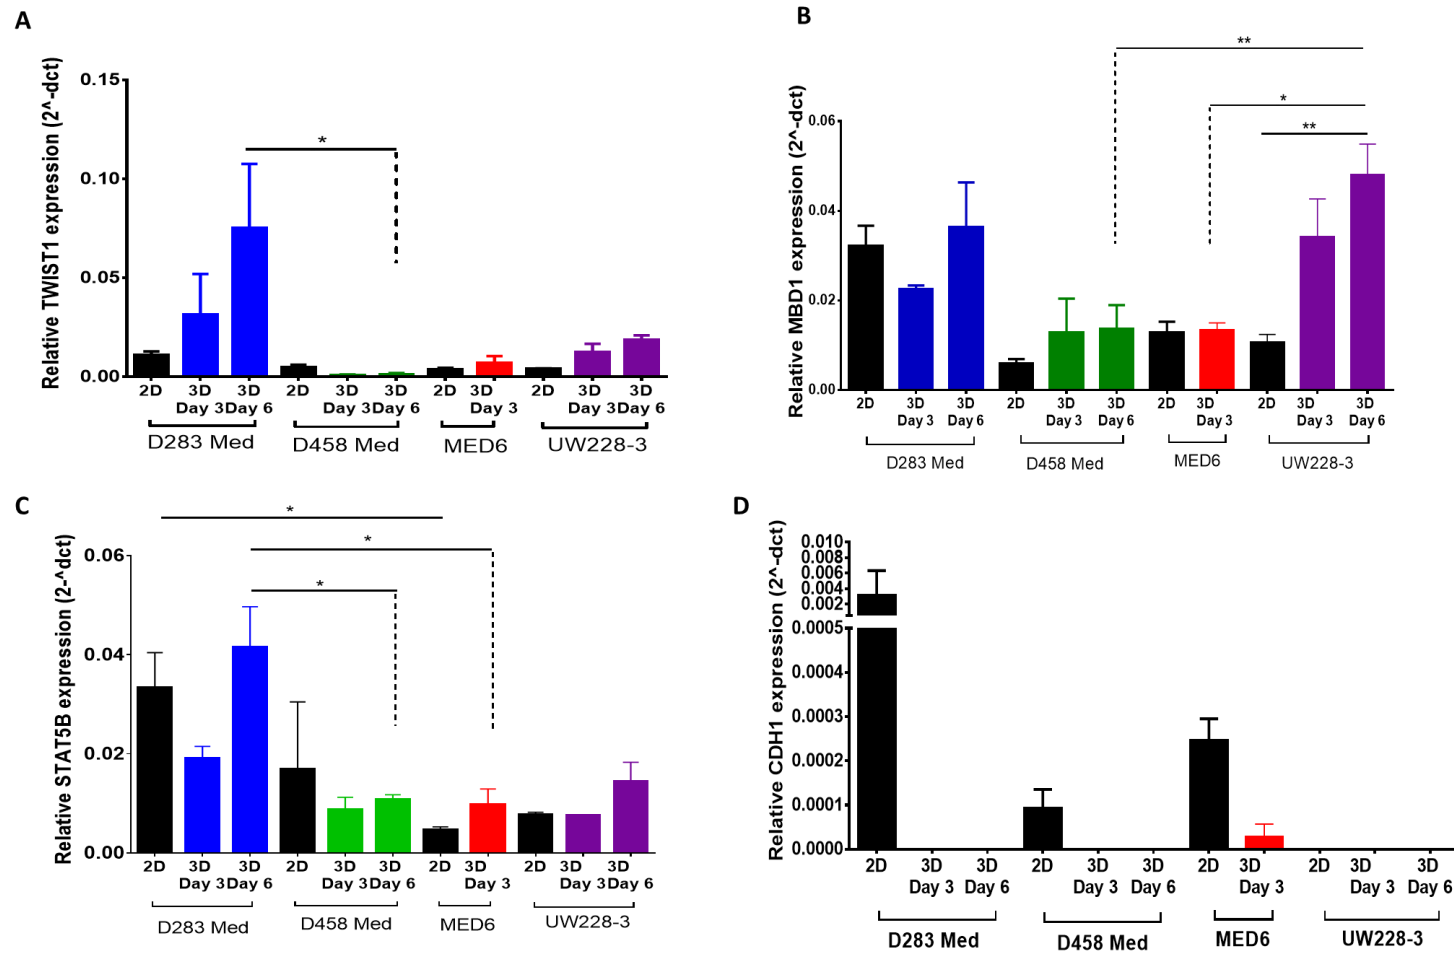 A
Relative TWIST1 expression (2^-dct)
0.15
0.10
0.05
0.00
*
2D 3D 3D 2D 3D 3D 2D 3D 2D 3D 3D
Day 3 Day 6 Day 3 Day 6 Day 3 Day 3 Day 6
D283 Med D458 Med MED6 UW228-3
B
Relative MBD1 expression (2^-dct)
0.06
0.04
0.02
0.00
**
*
**
2D 3D 3D 2D 3D 3D 2D 3D 2D 3D 3D
Day 3 Day 6 Day 3 Day 6 Day 3 Day 3 Day 6
D283 Med D458 Med MED6 UW228-3
C
Relative STAT5B expression (2-^dct)
0.06
0.04
0.02
0.00
*
*
*
2D 3D 3D 2D 3D 3D 2D 3D 2D 3D 3D
Day 3 Day 6 Day 3 Day 6 Day 3 Day 3 Day 6
D283 Med D458 Med MED6 UW228-3
D
Relative CDH1 expression (2^-dct)
0.010
0.008
0.006
0.004
0.002
0.0005
0.0004
0.0003
0.0002
0.0001
0.0000
2D 3D 3D 2D 3D 3D 2D 3D 2D 3D 3D
Day 3 Day 6 Day 3 Day 6 Day 3 Day 3 Day 6
D283 Med D458 Med MED6 UW228-3